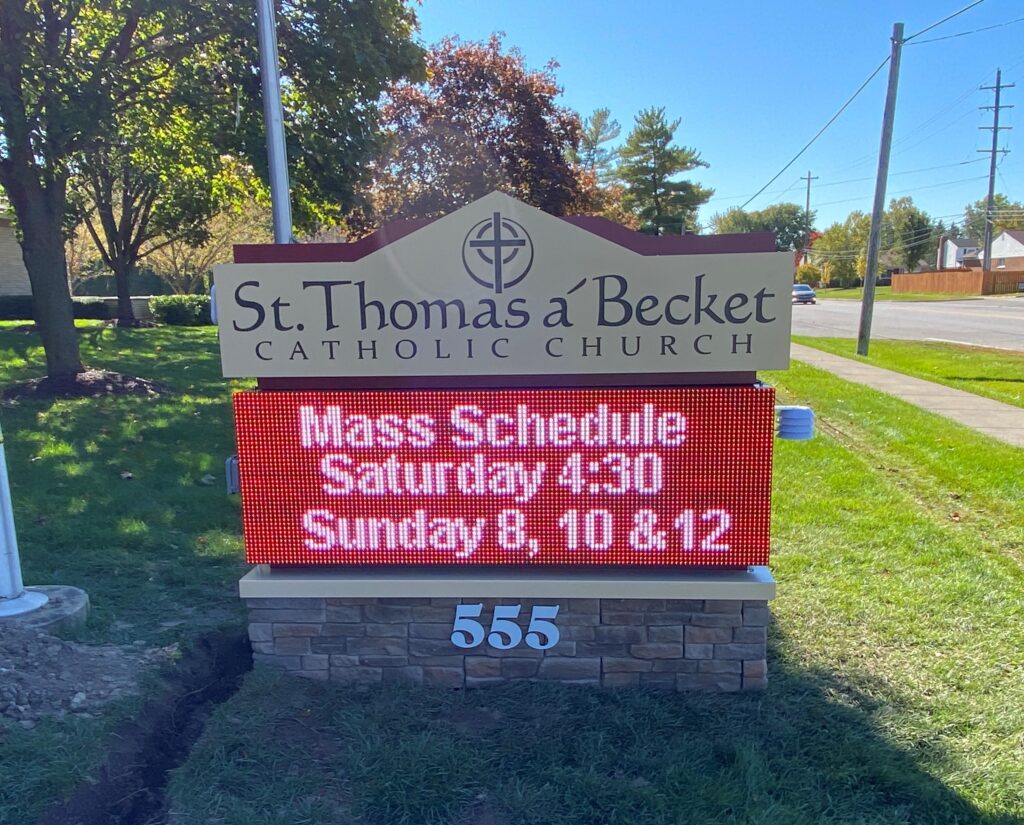 St. Thomas a´ Becket
CATHOLIC CHURCH
Mass Schedule
Saturday 4:30
Sunday 8, 10 & 12
555